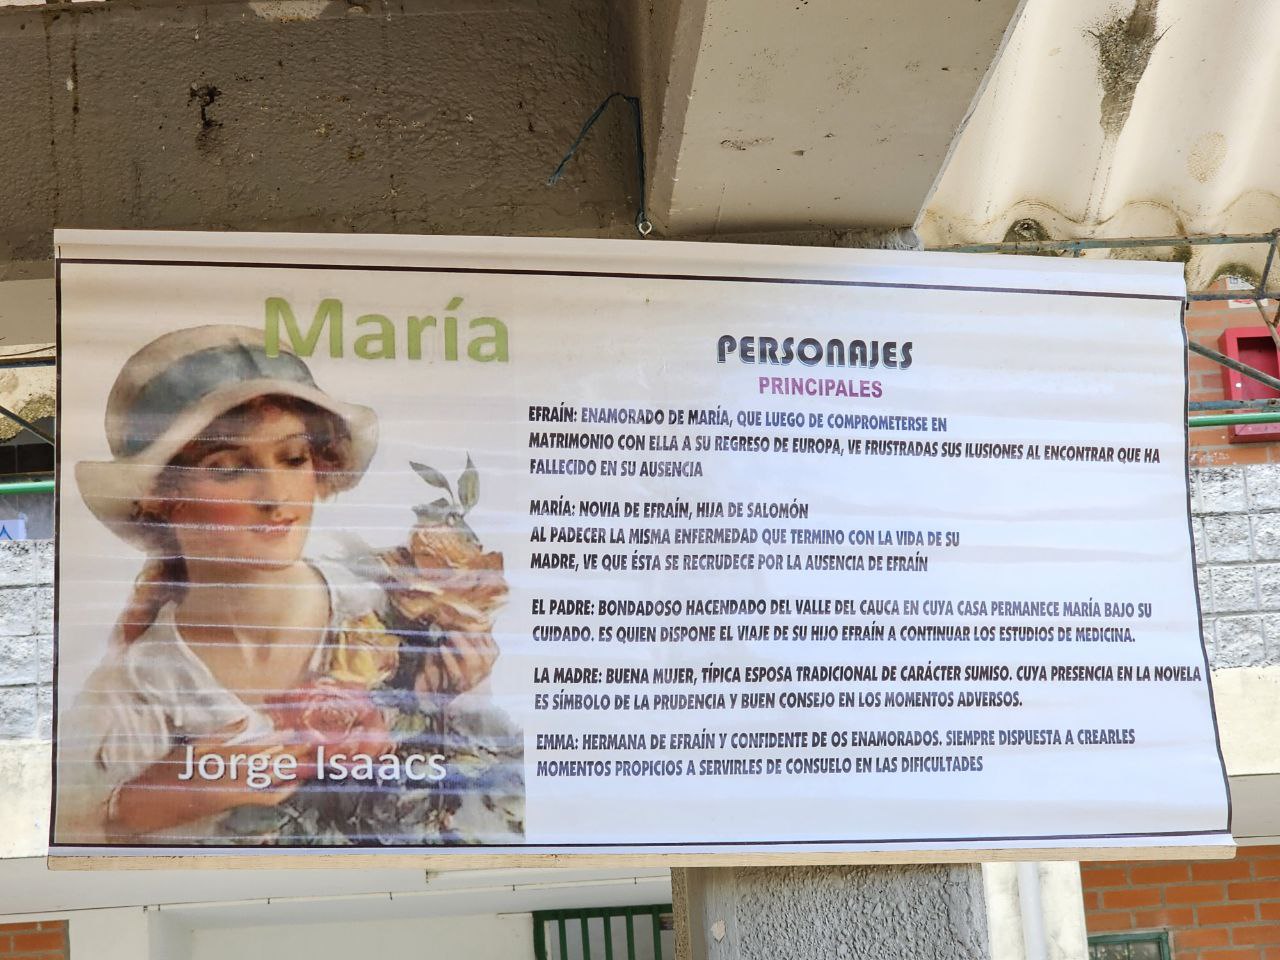 María
Jorge Isaacs
PERSONAJES
PRINCIPALES
EFRAÍN: ENAMORADO DE MARÍA, QUE LUEGO DE COMPROMETERSE EN
MATRIMONIO CON ELLA A SU REGRESO DE EUROPA, VE FRUSTRADAS SUS ILUSIONES AL ENCONTRAR QUE HA
FALLECIDO EN SU AUSENCIA
MARÍA: NOVIA DE EFRAÍN, HIJA DE SALOMÓN
AL PADECER LA MISMA ENFERMEDAD QUE TERMINO CON LA VIDA DE SU
MADRE, VE QUE ÉSTA SE RECRUDECE POR LA AUSENCIA DE EFRAÍN
EL PADRE: BONDADOSO HACENDADO DEL VALLE DEL CAUCA EN CUYA CASA PERMANECE MARÍA BAJO SU
CUIDADO. ES QUIEN DISPONE EL VIAJE DE SU HIJO EFRAÍN A CONTINUAR LOS ESTUDIOS DE MEDICINA.
LA MADRE: BUENA MUJER, TÍPICA ESPOSA TRADICIONAL DE CARÁCTER SUMISO. CUYA PRESENCIA EN LA NOVELA
ES SÍMBOLO DE LA PRUDENCIA Y BUEN CONSEJO EN LOS MOMENTOS ADVERSOS.
EMMA: HERMANA DE EFRAÍN Y CONFIDENTE DE OS ENAMORADOS. SIEMPRE DISPUESTA A CREARLES
MOMENTOS PROPICIOS A SERVIRLES DE CONSUELO EN LAS DIFICULTADES